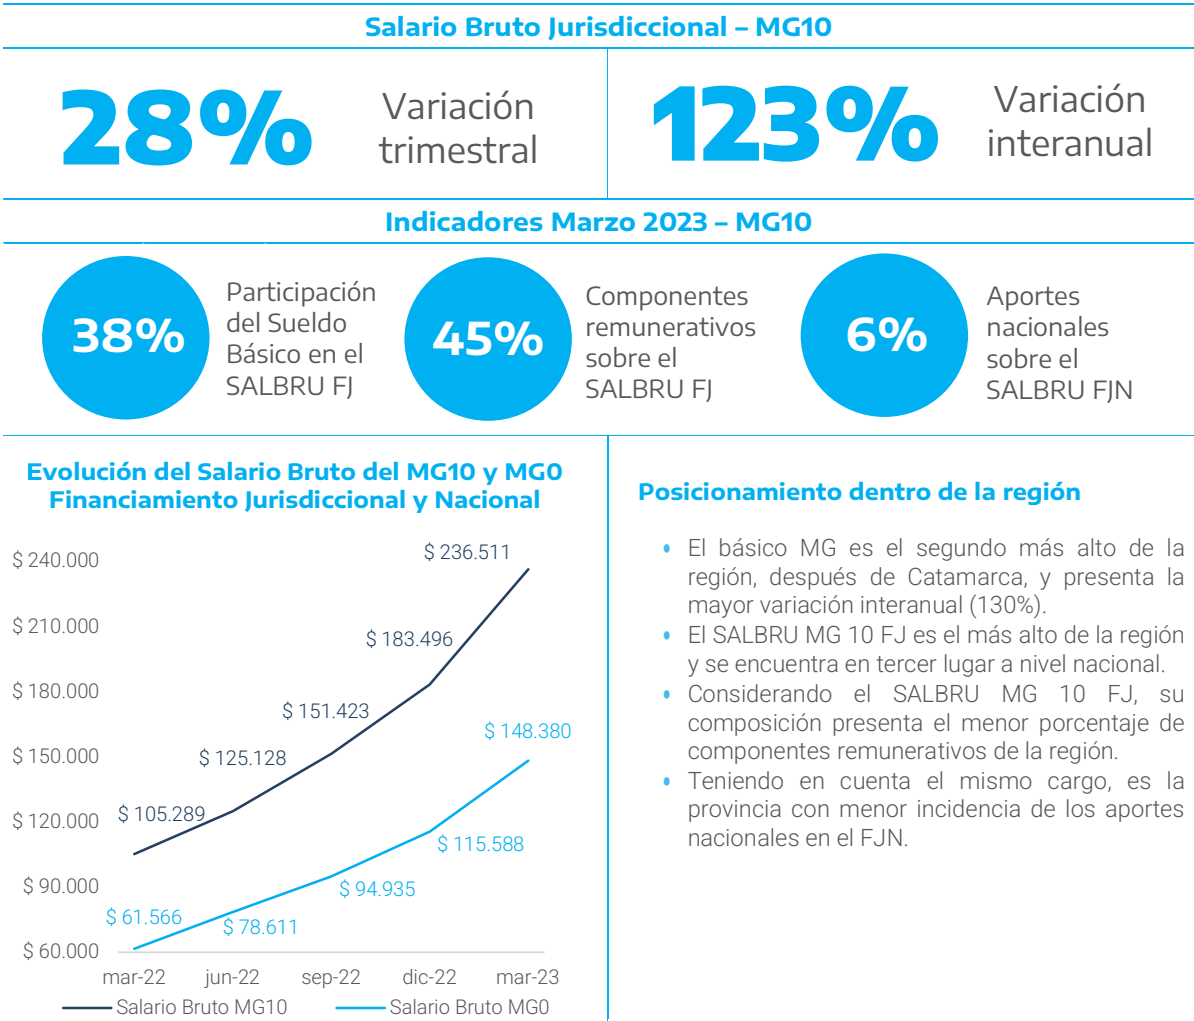 Salario Bruto Jurisdiccional – MG10
28%
Variación
trimestral
123%
Variación
interanual
Indicadores Marzo 2023 – MG10
38%
Participación
del Sueldo
Básico en el
SALBRU FJ
45%
Componentes
remunerativos
sobre el
SALBRU FJ
6%
Aportes
nacionales
sobre el
SALBRU FJN
Evolución del Salario Bruto del MG10 y MG0
Financiamiento Jurisdiccional y Nacional
$ 240.000
$ 210.000
$ 180.000
$ 150.000
$ 120.000
$ 90.000
$ 60.000
$ 105.289
$ 125.128
$ 151.423
$ 183.496
$ 236.511
$ 61.566
$ 78.611
$ 94.935
$ 115.588
$ 148.380
mar-22 jun-22 sep-22 dic-22 mar-23
Salario Bruto MG10 Salario Bruto MG0
Posicionamiento dentro de la región
• El básico MG es el segundo más alto de la
región, después de Catamarca, y presenta la
mayor variación interanual (130%).
• El SALBRU MG 10 FJ es el más alto de la región
y se encuentra en tercer lugar a nivel nacional.
• Considerando el SALBRU MG 10 FJ, su
composición presenta el menor porcentaje de
componentes remunerativos de la región.
• Teniendo en cuenta el mismo cargo, es la
provincia con menor incidencia de los aportes
nacionales en el FJN.